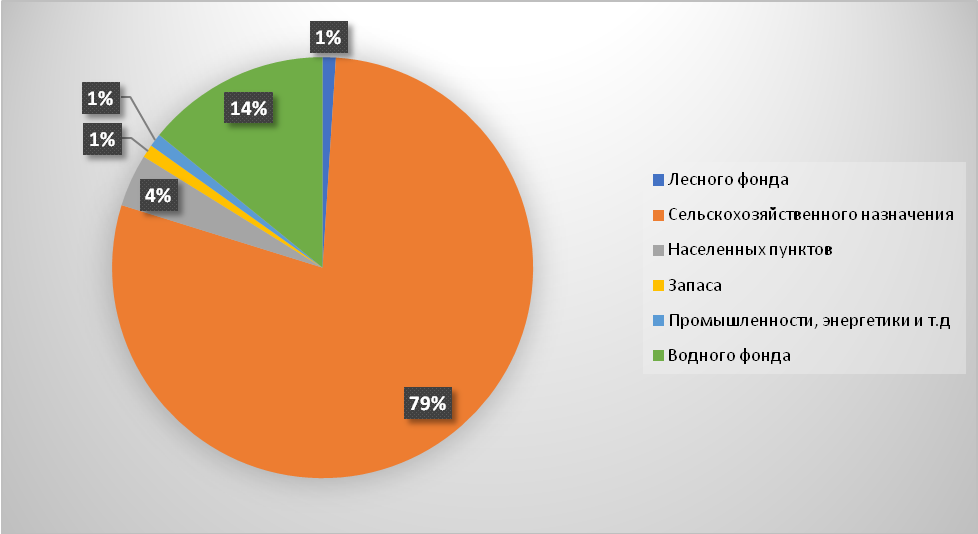 1%
1%
14%
1%
4%
79%
Лесного фонда
Сельскохозяйственного назначения
Населенных пунктов
Запаса
Промышленности, энергетики и т.д
Водного фонда